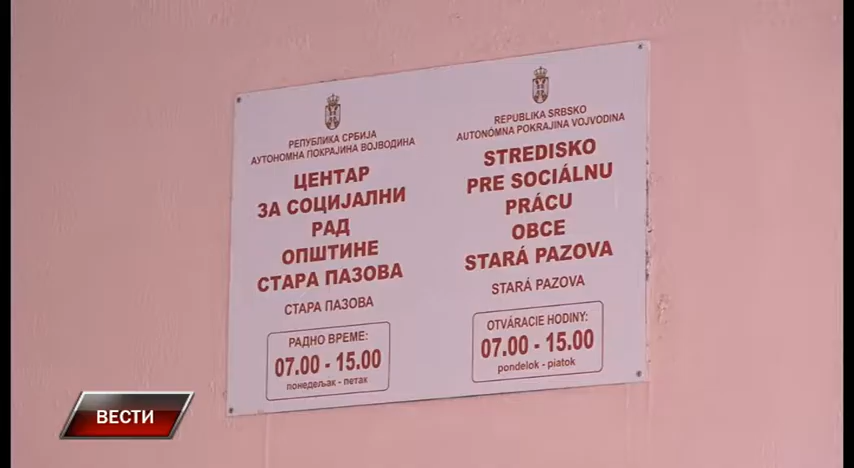 РЕПУБЛИКА СРБИЈА
АУТОНОМНА ПОКРАЈИНА ВОЈВОДИНА
ЦЕНТАР
ЗА СОЦИЈАЛНИ
РАД
ОПШТИНЕ
СТАРА ПАЗОВА
СТАРА ПАЗОВА
РАДНО ВРЕМЕ:
07.00 - 15.00
понедељак - петак
REPUBLIKA SRBSKO
AUTONÓMNA POKRAJINA VOJVODINA
STREDISKO
PRE SOCIÁLNU
PRÁCU
OBCE
STARÁ PAZOVA
STARÁ PAZOVA
OTVÁRACIE HODINY:
07.00 - 15.00
pondelok - piatok
ВЕСТИ